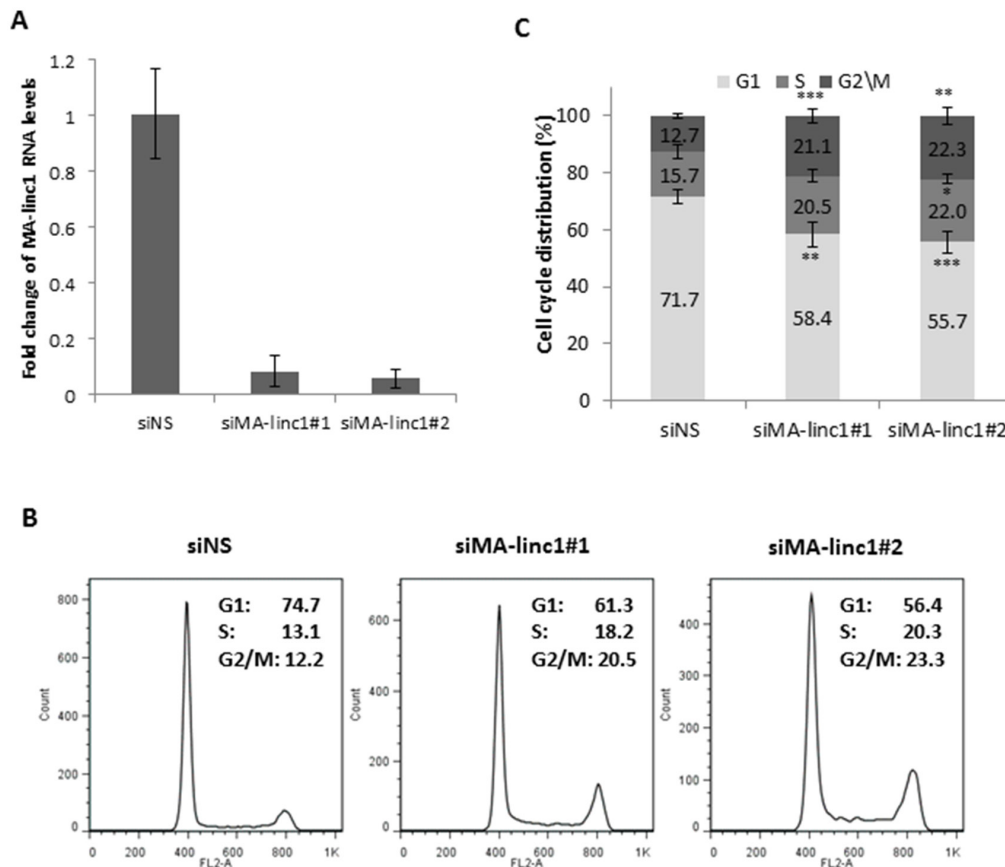 A
Fold change of MA-linc1 RNA levels
1.2
1
0.8
0.6
0.4
0.2
0
siNS siMA-linc1#1 siMA-linc1#2
C
G1 S G2\M
Cell cycle distribution (%)
*** **
100
80
60
40
20
0
12.7 21.1 22.3
15.7 20.5 * 22.0
** ***
71.7 58.4 55.7
siNS siMA-linc1#1 siMA-linc1#2
B
siNS
Count
800
600
400
200
0
G1: 74.7
S: 13.1
G2/M: 12.2
0 200 400 600 800 1K
FL2-A
siMA-linc1#1
Count
600
400
200
0
G1: 61.3
S: 18.2
G2/M: 20.5
0 200 400 600 800 1K
FL2-A
siMA-linc1#2
Count
400
300
200
100
0
G1: 56.4
S: 20.3
G2/M: 23.3
0 200 400 600 800 1K
FL2-A